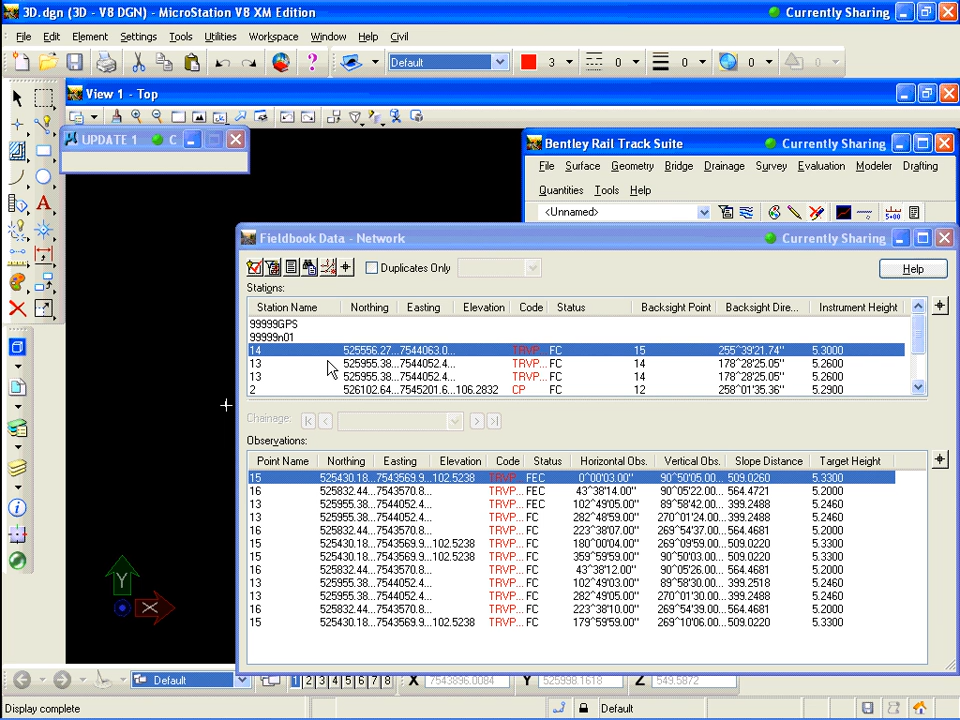 3D.dgn (3D - V8 DGN) - MicroStation V8 XM Edition
Currently Sharing
File Edit Element Settings Tools Utilities Workspace Window Help Civil
Default 3 0 0 0 0
View 1 - Top
UPDATE 1 C
Bentley Rail Track Suite Currently Sharing
File Surface Geometry Bridge Drainage Survey Evaluation Modeler Drafting
Quantities Tools Help
<Unnamed>
Fieldbook Data - Network Currently Sharing
Duplicates Only Help
Stations:
Station Name Northing Easting Elevation Code Status Backsight Point Backsight Dire... Instrument Height
99999GPS
99999n01
14 525556.27...7544063.0... TRVP... FC 15 255^39'21.74" 5.3000
13 525955.38...7544052.4... TRVP... FC 14 178^28'25.05" 5.2600
13 525955.38...7544052.4... TRVP... FC 14 178^28'25.05" 5.2600
2 526102.64...7545201.6...106.2832 CP FC 12 258^01'35.36" 5.2900
Chainage:
Observations:
Point Name Northing Easting Elevation Code Status Horizontal Obs. Vertical Obs. Slope Distance Target Height
15 525430.18...7543569.9...102.5238 TRVP... FEC 0^00'03.00" 90^50'05.00... 509.0260 5.3300
16 525832.44...7543570.8... TRVP... FEC 43^38'14.00" 90^05'22.00... 564.4721 5.2000
13 525955.38...7544052.4... TRVP... FEC 102^49'05.00" 89^58'42.00... 399.2488 5.2460
13 525955.38...7544052.4... TRVP... FC 282^48'59.00" 270^01'24.00... 399.2488 5.2460
16 525832.44...7543570.8... TRVP... FC 223^38'07.00" 269^54'37.00... 564.4681 5.2000
15 525430.18...7543569.9...102.5238 TRVP... FC 180^00'04.00" 269^09'59.00... 509.0220 5.3300
15 525430.18...7543569.9...102.5238 TRVP... FC 359^59'59.00" 90^50'03.00... 509.0220 5.3300
16 525832.44...7543570.8... TRVP... FC 43^38'12.00" 90^05'26.00... 564.4681 5.2000
13 525955.38...7544052.4... TRVP... FC 102^49'03.00" 89^58'30.00... 399.2518 5.2460
13 525955.38...7544052.4... TRVP... FC 282^49'05.00" 270^01'30.00... 399.2488 5.2460
16 525832.44...7543570.8... TRVP... FC 223^38'10.00" 269^54'39.00... 564.4681 5.2000
15 525430.18...7543569.9...102.5238 TRVP... FC 179^59'59.00" 269^10'06.00... 509.0220 5.3300
Y
X
Default 1 2 3 4 5 6 7 8 X 7543896.0084 Y 525998.1618 Z 549.5872
Display complete Default